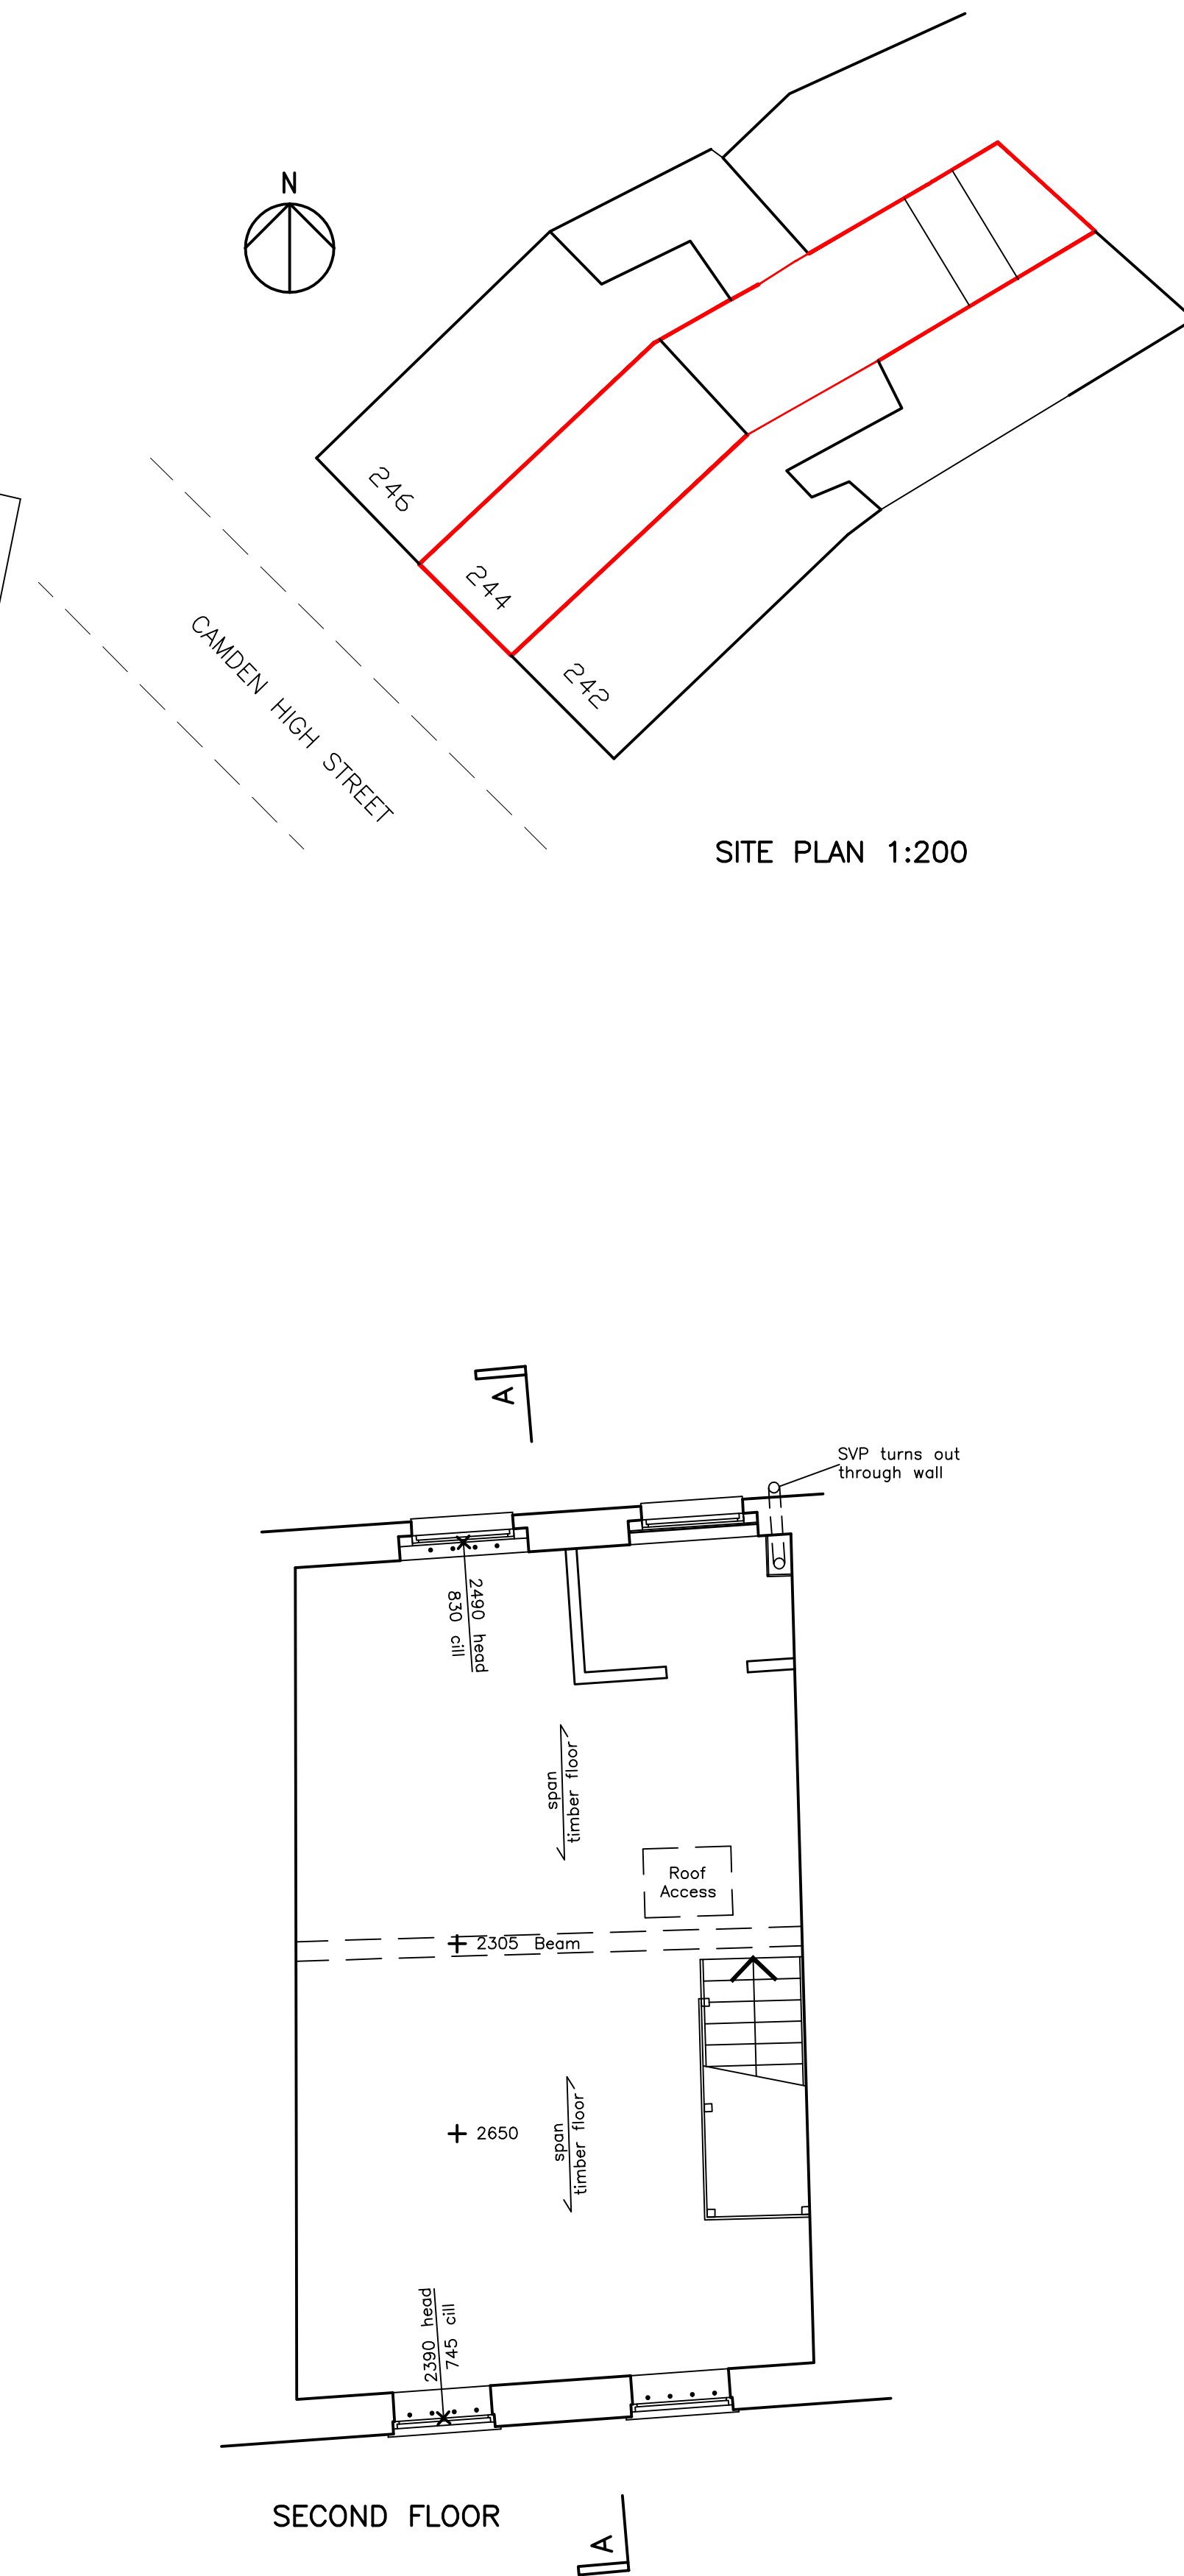 N
246
244
242
CAMDEN HIGH STREET
SITE PLAN 1:200
A
SVP turns out
through wall
2490 head
830 cill
span
timber floor
Roof
Access
2305 Beam
span
timber floor
2650
2390 head
745 cill
SECOND FLOOR
A